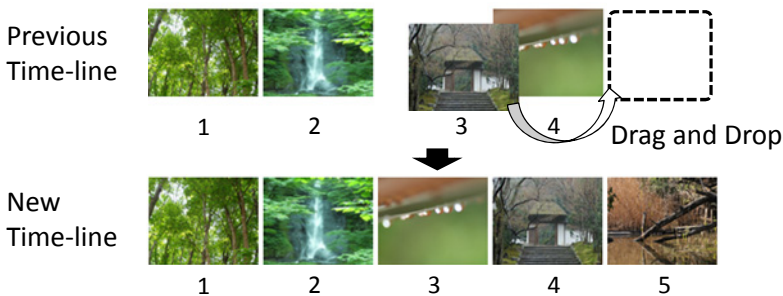 Previous
Time-line
1 2 3 4
Drag and Drop
New
Time-line
1 2 3 4 5